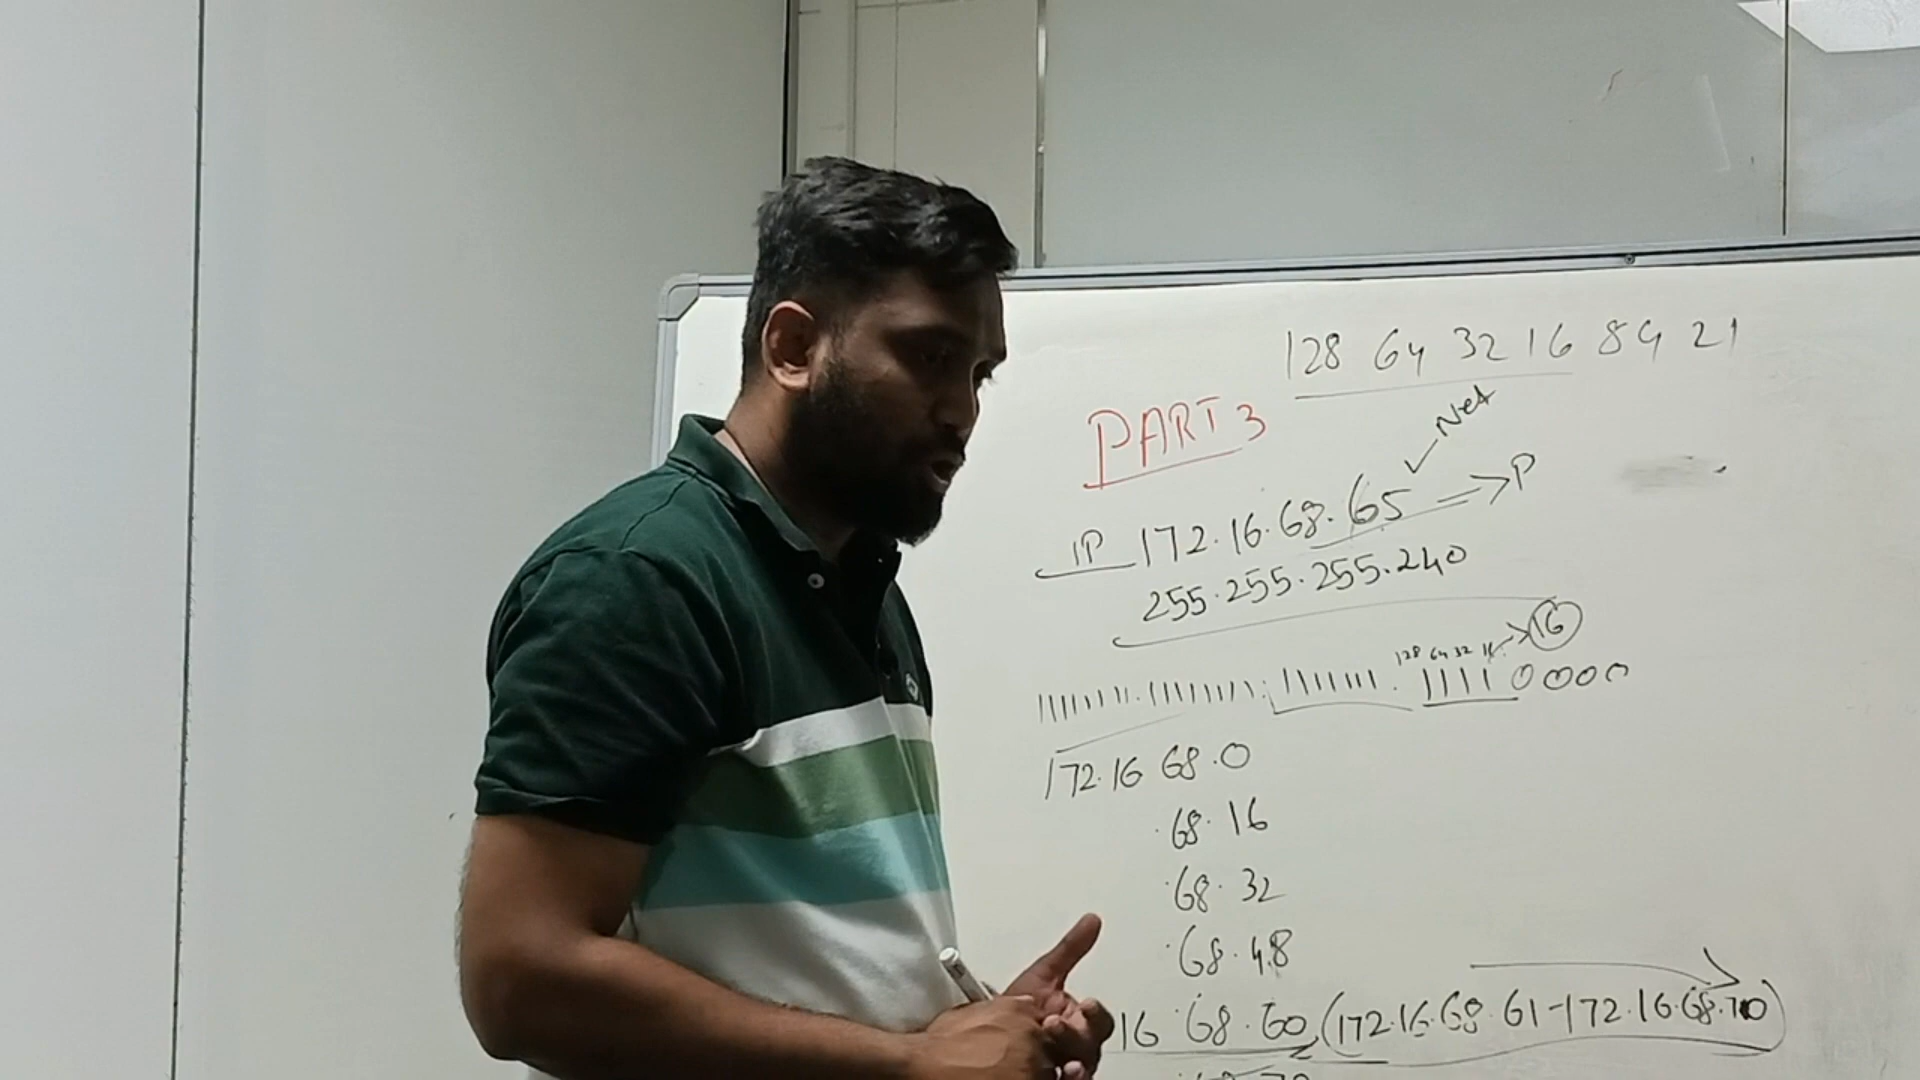 128 64 32 16 8 4 2 1
Net
PART 3
IP 172.16.68.65 => P
255.255.255.240
16
128 64 32 16
11111111.11111111.11111111.11110000
172.16 68.0
.68.16
.68.32
.68.48
16 68.60 (172.16.68.61-172.16.68.70)